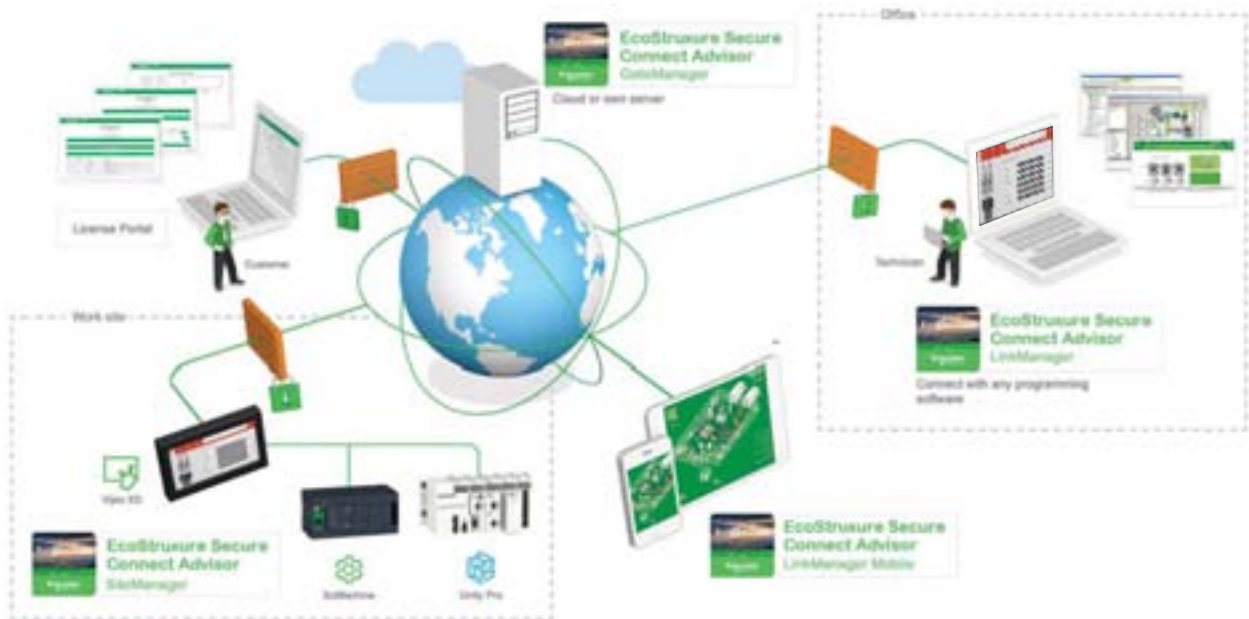 Office
EcoStruxure Secure
Connect Advisor
GateManager
Cloud or own server
License Portal
Customer
Technician
EcoStruxure Secure
Connect Advisor
LinkManager
Connect with any programming
software
Work site
Vijeo XD
EcoStruxure Secure
Connect Advisor
SiteManager
SoMachine
Unity Pro
EcoStruxure Secure
Connect Advisor
LinkManager Mobile